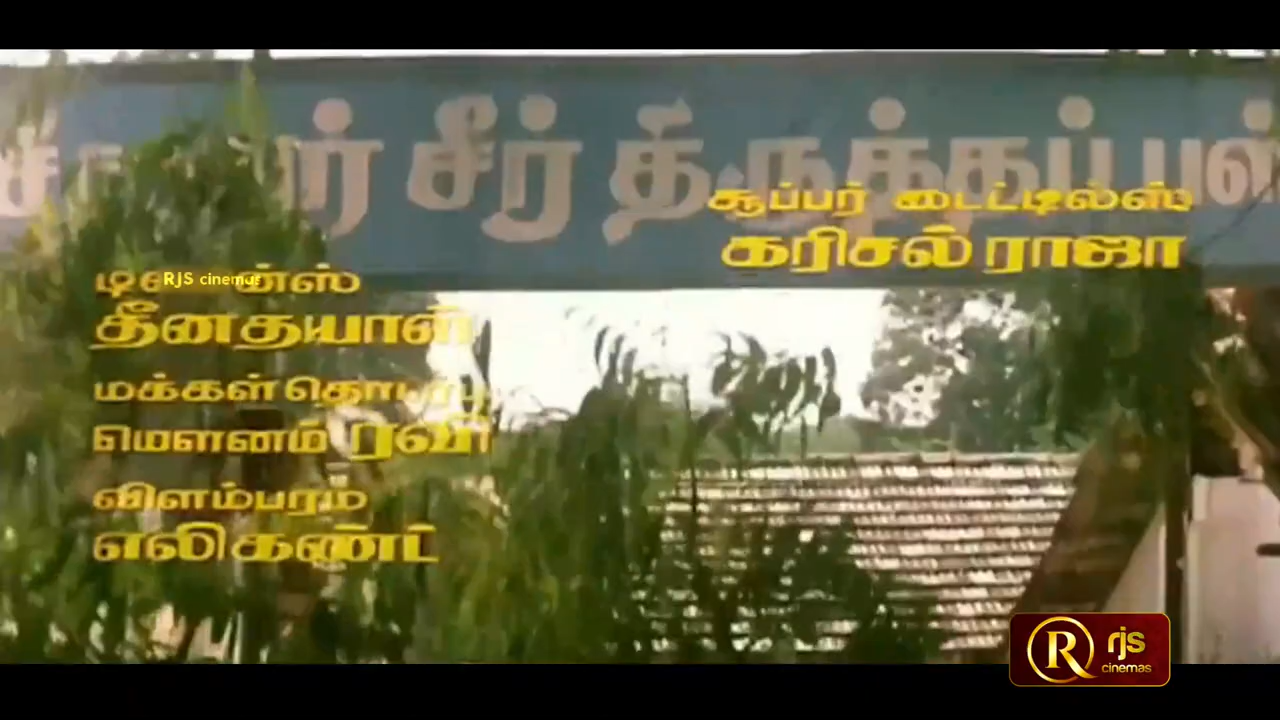 சீர் திருத்தப் பள்
சூப்பர் டைட்டில்ஸ்
கரிசல் ராஜா
RJS cinemas
தீனதயாள்
மக்கள் தொடர்பு
மௌனம் ரவி
விளம்பரம்
எலிகண்ட்
R rjs
cinemas